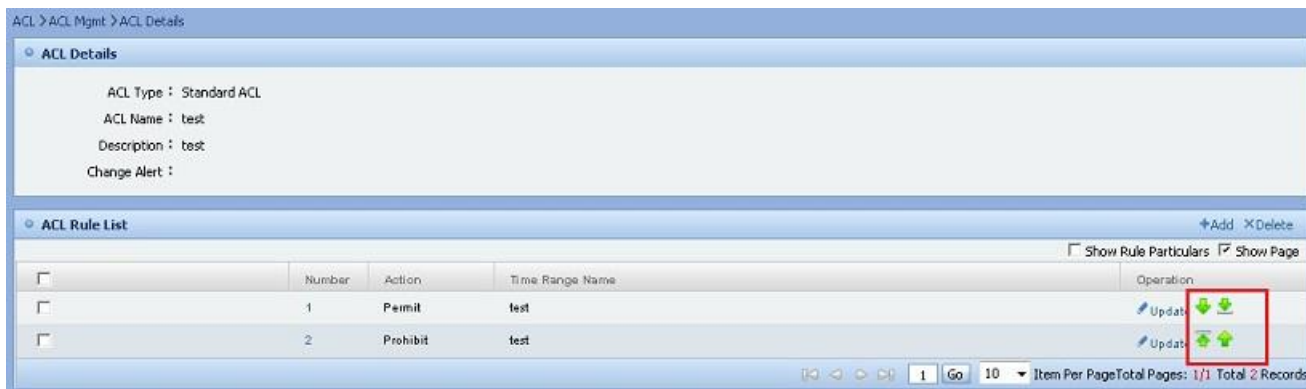 ACL > ACL Mgmt > ACL Details
ACL Details
ACL Type : Standard ACL
ACL Name : test
Description : test
Change Alert :
ACL Rule List
+Add ×Delete
Show Rule Particulars Show Page
Number Action Time Range Name Operation
1 Permit test Update
2 Prohibit test Update
1 Go 10 Item Per PageTotal Pages: 1/1 Total 2 Records